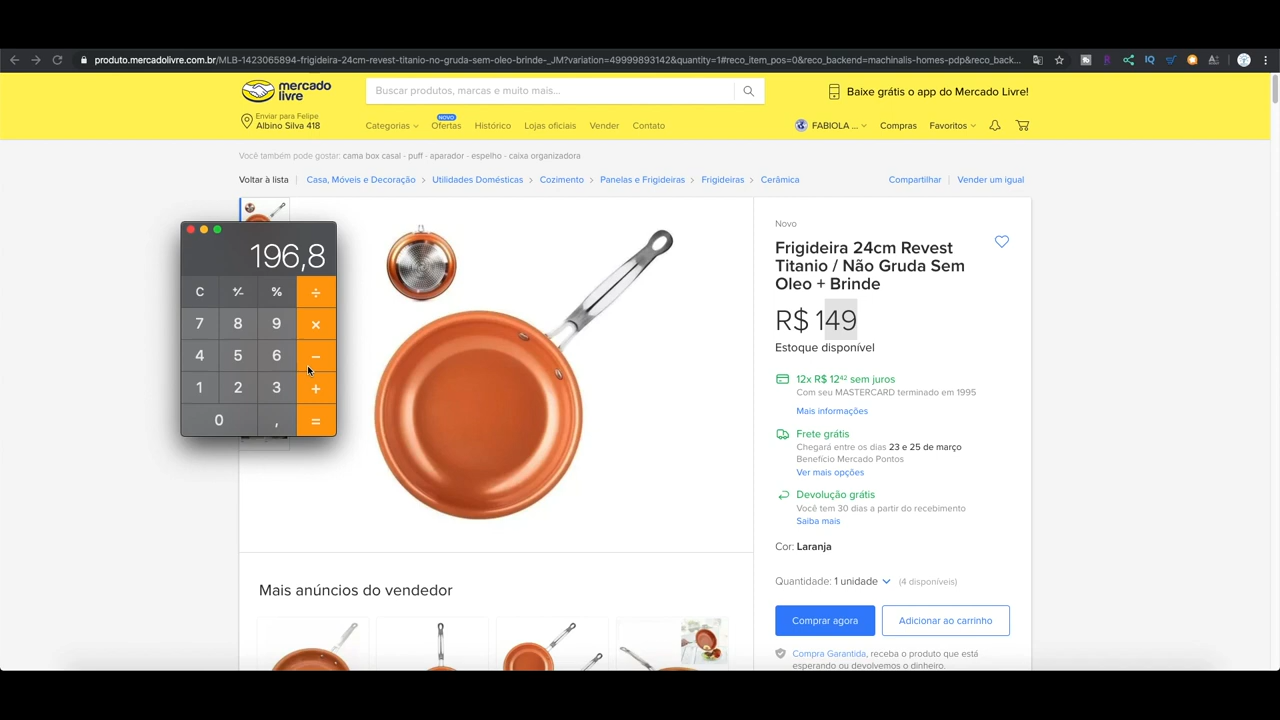 produto.mercadolivre.com.br/MLB-1423065894-frigideira-24cm-revest-titanio-no-gruda-sem-oleo-brinde-_JM?variation=49999893142&quantity=1#reco_item_pos=0&reco_backend=machinalis-homes-pdp&reco_back...
mercado
livre
Buscar produtos, marcas e muito mais...
Baixe grátis o app do Mercado Livre!
Enviar para Felipe
Albino Silva 418
Categorias
NOVO
Ofertas
Histórico
Lojas oficiais
Vender
Contato
FABIOLA ...
Compras
Favoritos
Você também pode gostar: cama box casal - puff - aparador - espelho - caixa organizadora
Voltar à lista
Casa, Móveis e Decoração > Utilidades Domésticas > Cozimento > Panelas e Frigideiras > Frigideiras > Cerâmica
Compartilhar
Vender um igual
196,8
C +/- % ÷
7 8 9 ×
4 5 6 −
1 2 3 +
0 , =
Novo
Frigideira 24cm Revest
Titanio / Não Gruda Sem
Oleo + Brinde
R$ 149
Estoque disponível
12x R$ 12⁴² sem juros
Com seu MASTERCARD terminado em 1995
Mais informações
Frete grátis
Chegará entre os dias 23 e 25 de março
Benefício Mercado Pontos
Ver mais opções
Devolução grátis
Você tem 30 dias a partir do recebimento
Saiba mais
Cor: Laranja
Quantidade: 1 unidade (4 disponíveis)
Comprar agora
Adicionar ao carrinho
Compra Garantida, receba o produto que está
esperando ou devolvemos o dinheiro.
Mais anúncios do vendedor